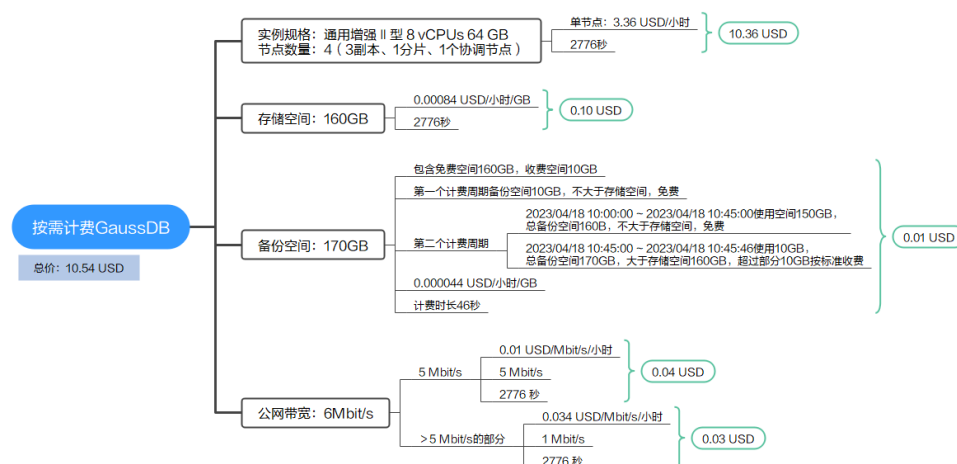 按需计费GaussDB
总价：10.54 USD
实例规格：通用增强 II 型 8 vCPUs 64 GB
节点数量：4（3副本、1分片、1个协调节点）
单节点：3.36 USD/小时
2776秒
10.36 USD
存储空间：160GB
0.00084 USD/小时/GB
2776秒
0.10 USD
备份空间：170GB
包含免费空间160GB，收费空间10GB
第一个计费周期备份空间10GB，不大于存储空间，免费
第二个计费周期
2023/04/18 10:00:00 ~ 2023/04/18 10:45:00使用空间150GB，
总备份空间160B，不大于存储空间，免费
2023/04/18 10:45:00 ~ 2023/04/18 10:45:46使用10GB，
总备份空间170GB，大于存储空间160GB，超过部分10GB按标准收费
0.000044 USD/小时/GB
计费时长46秒
0.01 USD
公网带宽：6Mbit/s
5 Mbit/s
0.01 USD/Mbit/s/小时
5 Mbit/s
2776 秒
0.04 USD
＞5 Mbit/s的部分
0.034 USD/Mbit/s/小时
1 Mbit/s
2776 秒
0.03 USD